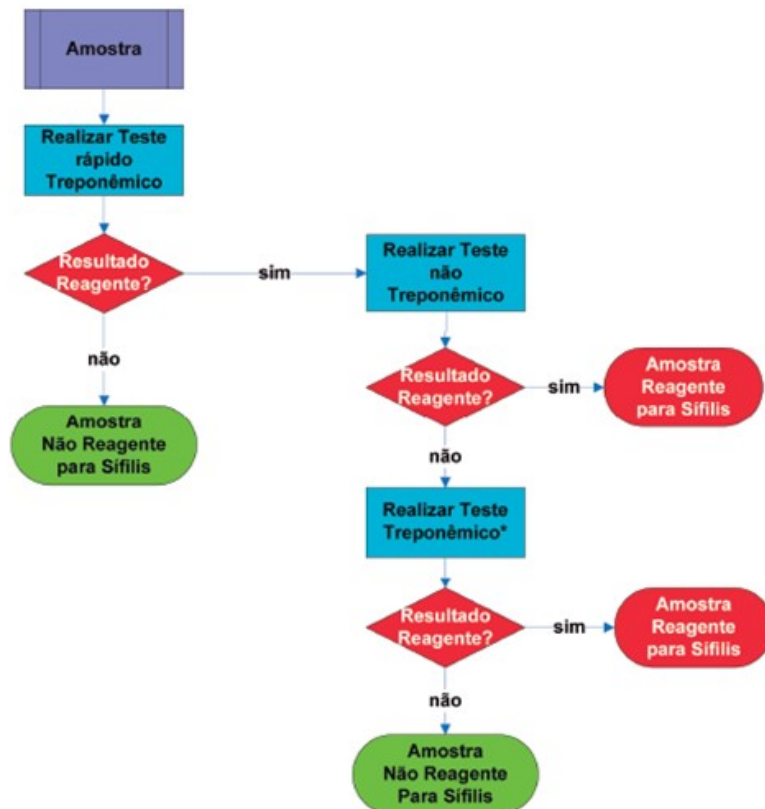 Amostra
Realizar Teste
rápido
Treponêmico
Resultado
Reagente?
sim
não
Amostra
Não Reagente
para Sífilis
Realizar Teste
não
Treponêmico
Resultado
Reagente?
sim
Amostra
Reagente
para Sífilis
não
Realizar Teste
Treponêmico*
Resultado
Reagente?
sim
Amostra
Reagente
para Sífilis
não
Amostra
Não Reagente
Para Sífilis